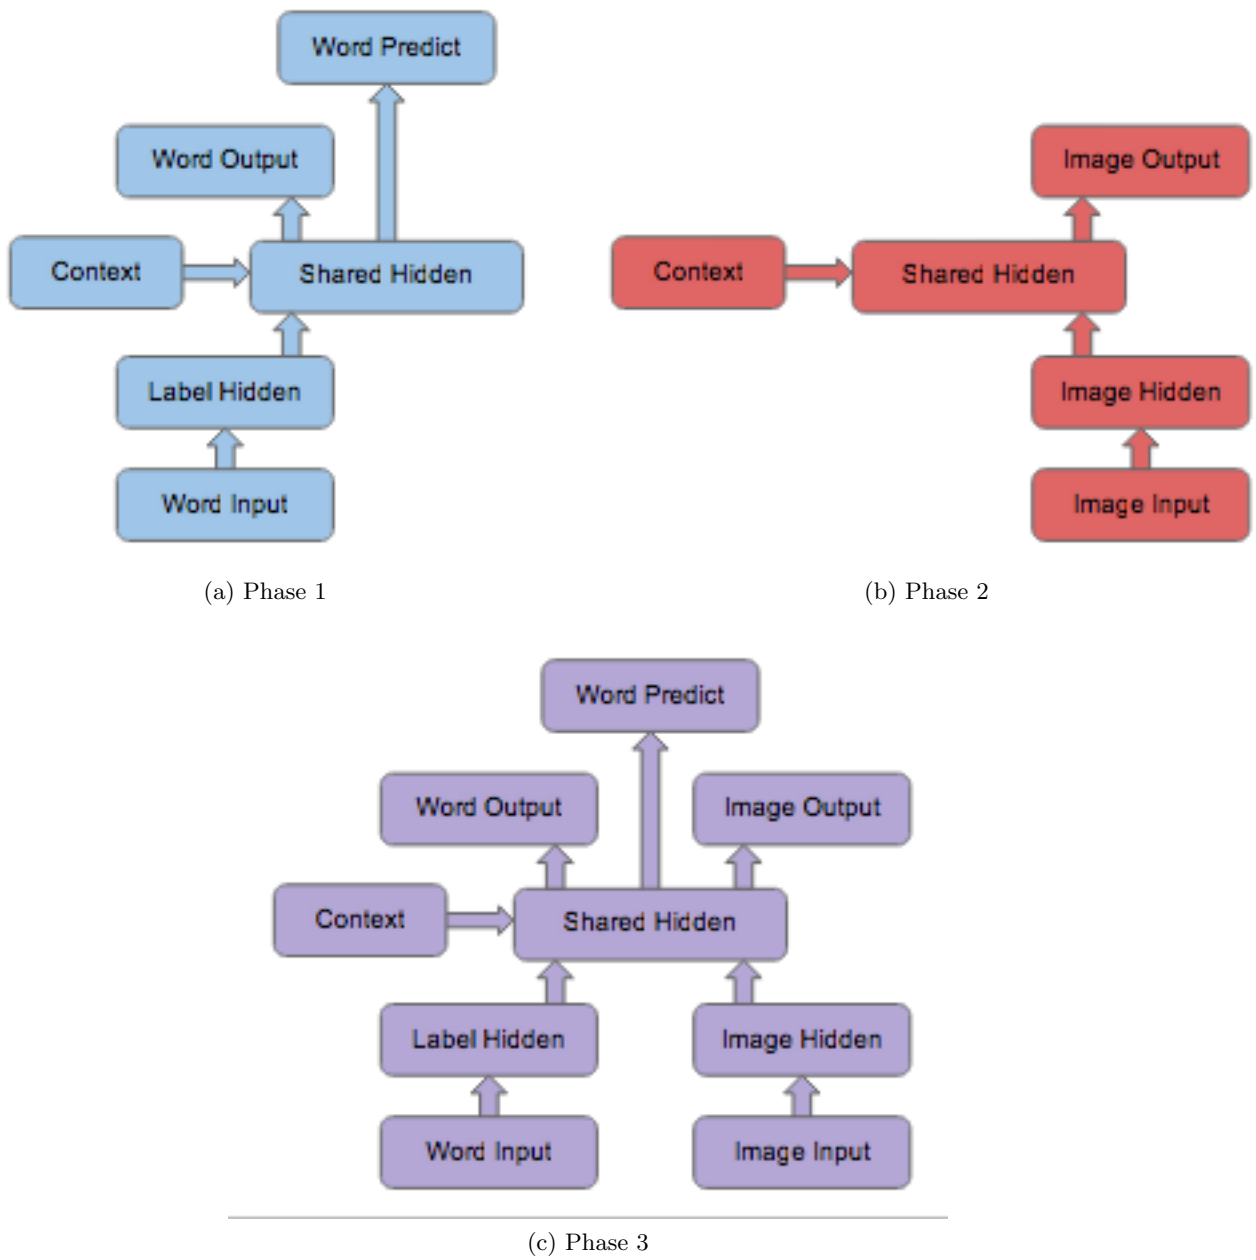 Word Predict
Word Output
Context
Shared Hidden
Label Hidden
Word Input
(a) Phase 1
Image Output
Context
Shared Hidden
Image Hidden
Image Input
(b) Phase 2
Word Predict
Word Output
Image Output
Context
Shared Hidden
Label Hidden
Image Hidden
Word Input
Image Input
(c) Phase 3